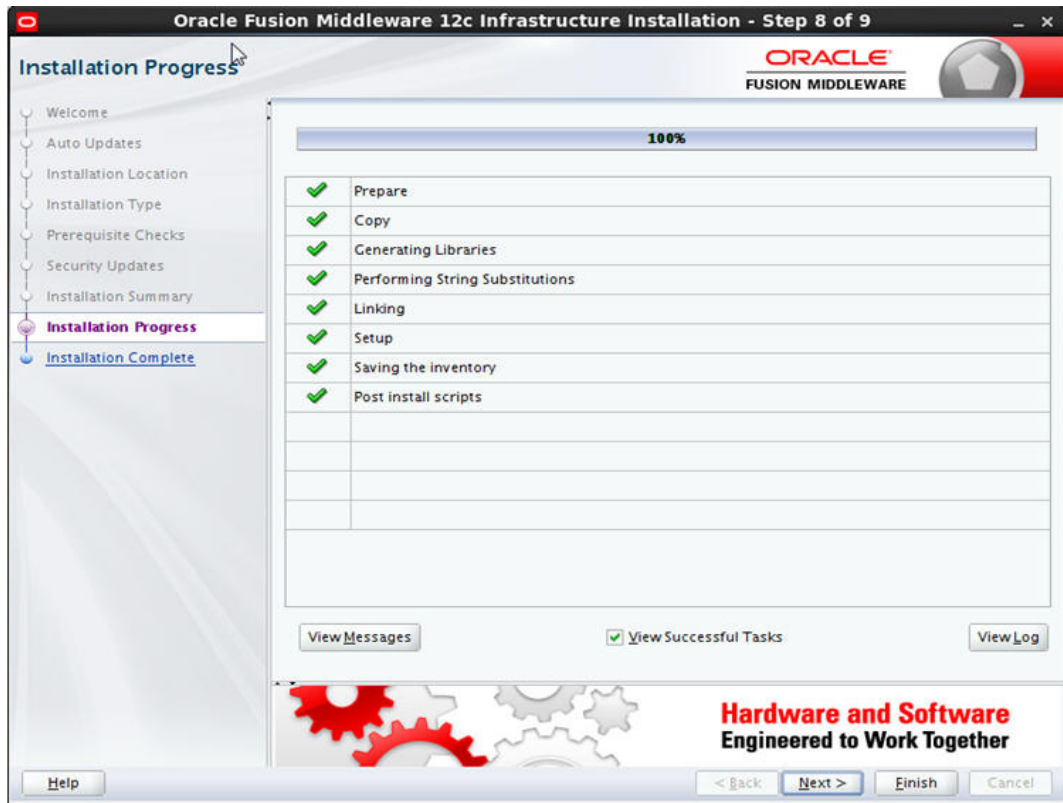 Oracle Fusion Middleware 12c Infrastructure Installation - Step 8 of 9
Installation Progress
ORACLE
FUSION MIDDLEWARE
Welcome
Auto Updates
Installation Location
Installation Type
Prerequisite Checks
Security Updates
Installation Summary
Installation Progress
Installation Complete
100%
Prepare
Copy
Generating Libraries
Performing String Substitutions
Linking
Setup
Saving the inventory
Post install scripts
View Messages
View Successful Tasks
View Log
Hardware and Software
Engineered to Work Together
Help
< Back
Next >
Finish
Cancel